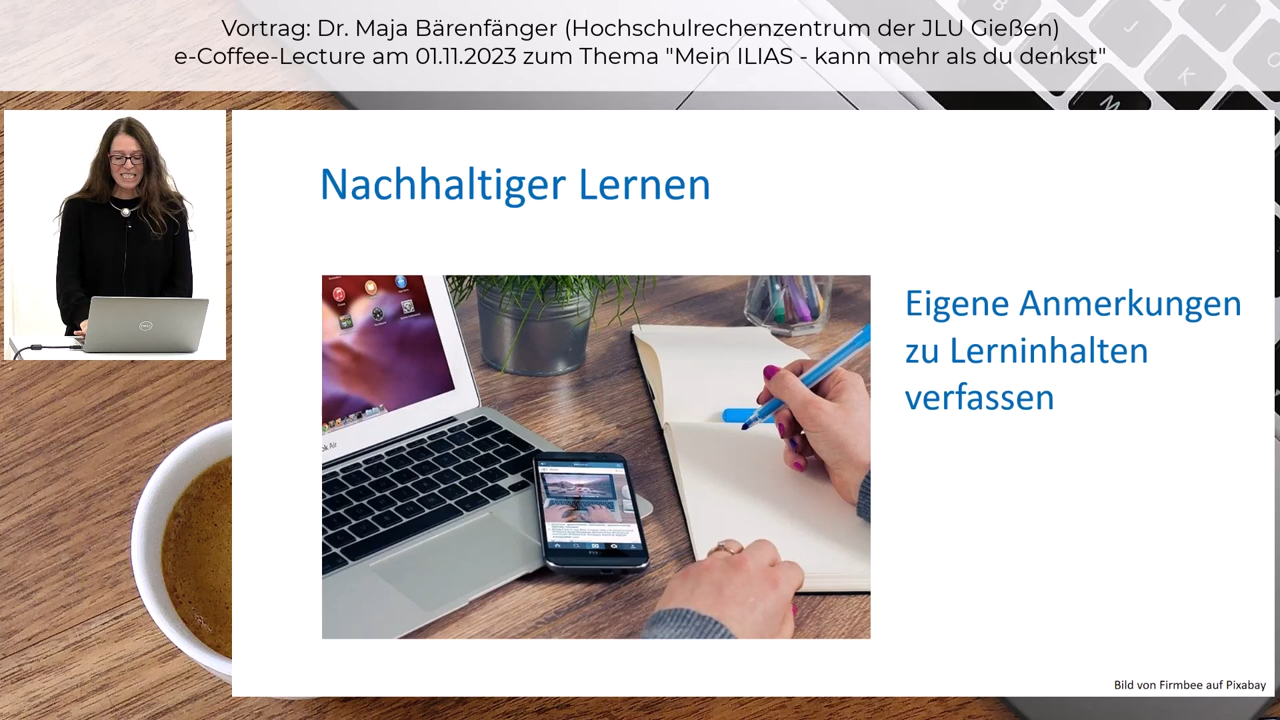 Vortrag: Dr. Maja Bärenfänger (Hochschulrechenzentrum der JLU Gießen)
e-Coffee-Lecture am 01.11.2023 zum Thema "Mein ILIAS - kann mehr als du denkst"
Nachhaltiger Lernen
Eigene Anmerkungen
zu Lerninhalten
verfassen
Bild von Firmbee auf Pixabay